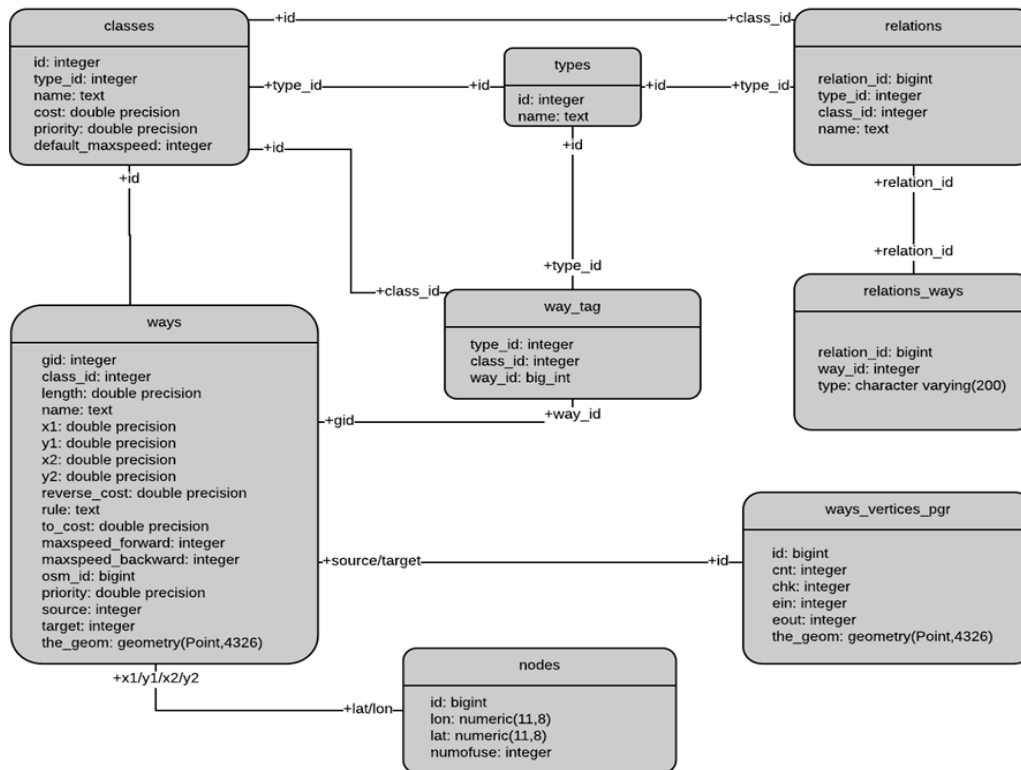 classes
id: integer
type_id: integer
name: text
cost: double precision
priority: double precision
default_maxspeed: integer
+id
+class_id
relations
relation_id: bigint
type_id: integer
class_id: integer
name: text
types
id: integer
name: text
+type_id
+id
+id
+type_id
+id
+id
+id
+relation_id
+relation_id
+type_id
+class_id
way_tag
type_id: integer
class_id: integer
way_id: big_int
relations_ways
relation_id: bigint
way_id: integer
type: character varying(200)
ways
gid: integer
class_id: integer
length: double precision
name: text
x1: double precision
y1: double precision
x2: double precision
y2: double precision
reverse_cost: double precision
rule: text
to_cost: double precision
maxspeed_forward: integer
maxspeed_backward: integer
osm_id: bigint
priority: double precision
source: integer
target: integer
the_geom: geometry(Point,4326)
+gid
+way_id
+source/target
+id
ways_vertices_pgr
id: bigint
cnt: integer
chk: integer
ein: integer
eout: integer
the_geom: geometry(Point,4326)
+x1/y1/x2/y2
+lat/lon
nodes
id: bigint
lon: numeric(11,8)
lat: numeric(11,8)
numofuse: integer